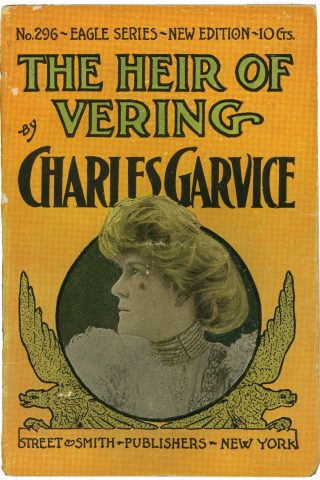 No. 296 ~ EAGLE SERIES ~ NEW EDITION ~ 10 Cts.
THE HEIR OF
VERING
By
CHARLES GARVICE
STREET & SMITH ~ PUBLISHERS ~ NEW YORK